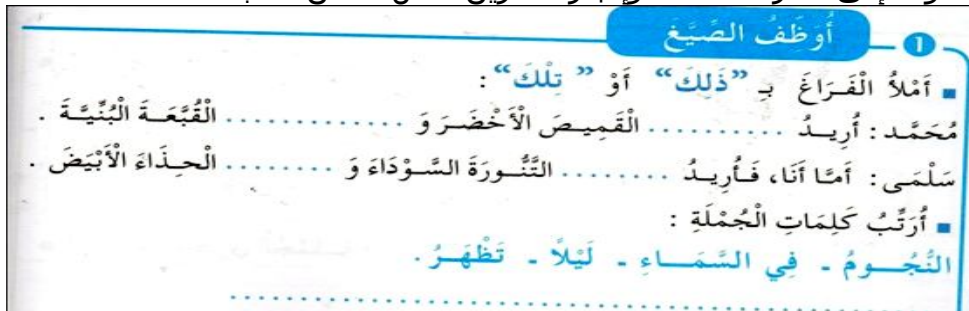 1 أُوَظِّفُ الصِّيَغَ
▪ أَمْلَأُ الْفَرَاغَ بِـ "ذَلِكَ" أَوْ "تِلْكَ" :
مُحَمَّد : أُرِيدُ .......... الْقَمِيصَ الْأَخْضَرَ وَ ............. الْقُبَّعَةَ الْبُنِّيَّةَ .
سَلْمَى : أَمَّا أَنَا، فَأُرِيدُ ......... التَّنُّورَةَ السَّوْدَاءَ وَ ......... الْحِذَاءَ الْأَبْيَضَ .
▪ أُرَتِّبُ كَلِمَاتِ الْجُمْلَةِ :
النُّجُومُ ـ فِي السَّمَاءِ ـ لَيْلاً ـ تَظْهَرُ .
..................................................